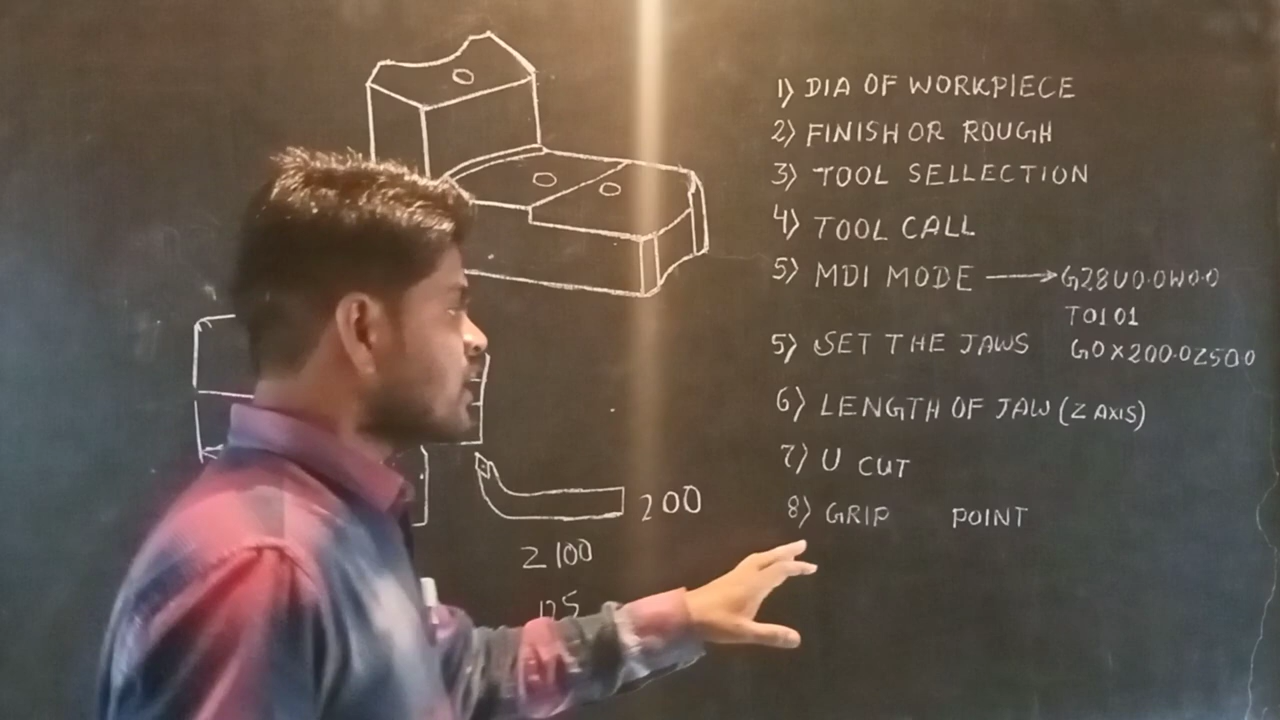 1) DIA OF WORKPIECE
2) FINISH OR ROUGH
3) TOOL SELLECTION
4) TOOL CALL
5) MDI MODE → G28U0.0W0.0
T0101
5) SET THE JAWS G0X200.0Z500
6) LENGTH OF JAW (Z AXIS)
7) U CUT
8) GRIP POINT
200
Z 100
125